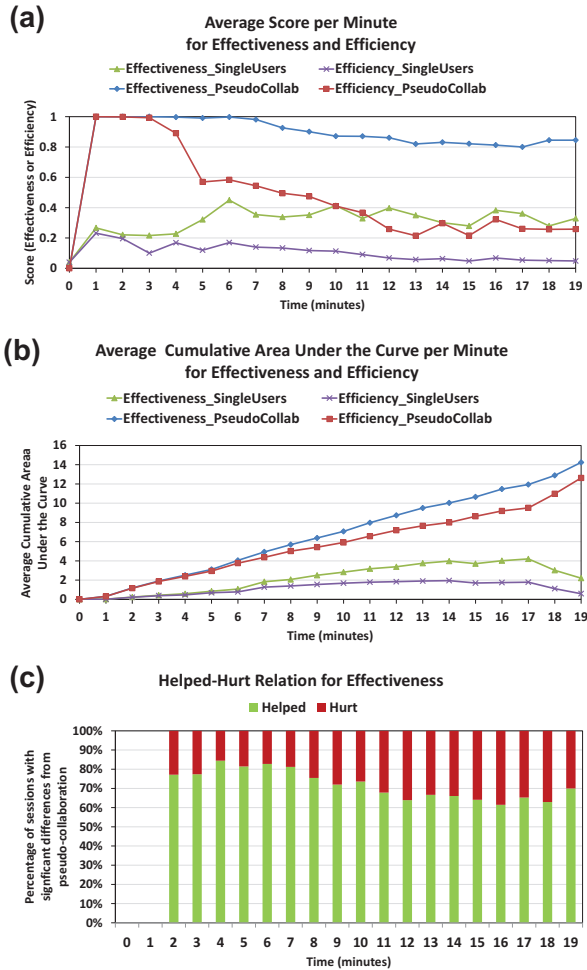 (a)
Average Score per Minute
for Effectiveness and Efficiency
Effectiveness_SingleUsers Efficiency_SingleUsers
Effectiveness_PseudoCollab Efficiency_PseudoCollab
Score (Effectiveness or Efficiency)
1
0.8
0.6
0.4
0.2
0
0 1 2 3 4 5 6 7 8 9 10 11 12 13 14 15 16 17 18 19
Time (minutes)
(b)
Average Cumulative Area Under the Curve per Minute
for Effectiveness and Efficiency
Effectiveness_SingleUsers Efficiency_SingleUsers
Effectiveness_PseudoCollab Efficiency_PseudoCollab
Average Cumulative Areaa
Under the Curve
16
14
12
10
8
6
4
2
0
0 1 2 3 4 5 6 7 8 9 10 11 12 13 14 15 16 17 18 19
Time (minutes)
(c)
Helped-Hurt Relation for Effectiveness
Helped Hurt
Percentage of sessions with
signficant differences from
pseudo-collaboration
100%
90%
80%
70%
60%
50%
40%
30%
20%
10%
0%
0 1 2 3 4 5 6 7 8 9 10 11 12 13 14 15 16 17 18 19
Time (minutes)